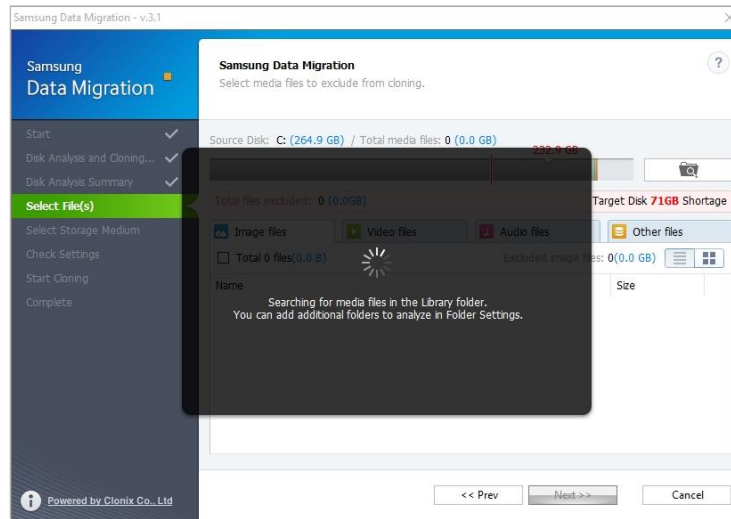 Samsung Data Migration - v.3.1
Samsung
Data Migration
Samsung Data Migration
Select media files to exclude from cloning.
?
Start
Disk Analysis and Cloning...
Disk Analysis Summary
Select File(s)
Select Storage Medium
Check Settings
Start Cloning
Complete
Source Disk: C: (264.9 GB) / Total media files: 0 (0.0 GB)
232.9 GB
Total files excluded: 0 (0.0GB)
Target Disk 71GB Shortage
Image files
Video files
Audio files
Other files
Total 0 files(0.0 B)
Excluded image files: 0(0.0 GB)
Name
Size
Searching for media files in the Library folder.
You can add additional folders to analyze in Folder Settings.
Powered by Clonix Co., Ltd
<< Prev
Next >>
Cancel